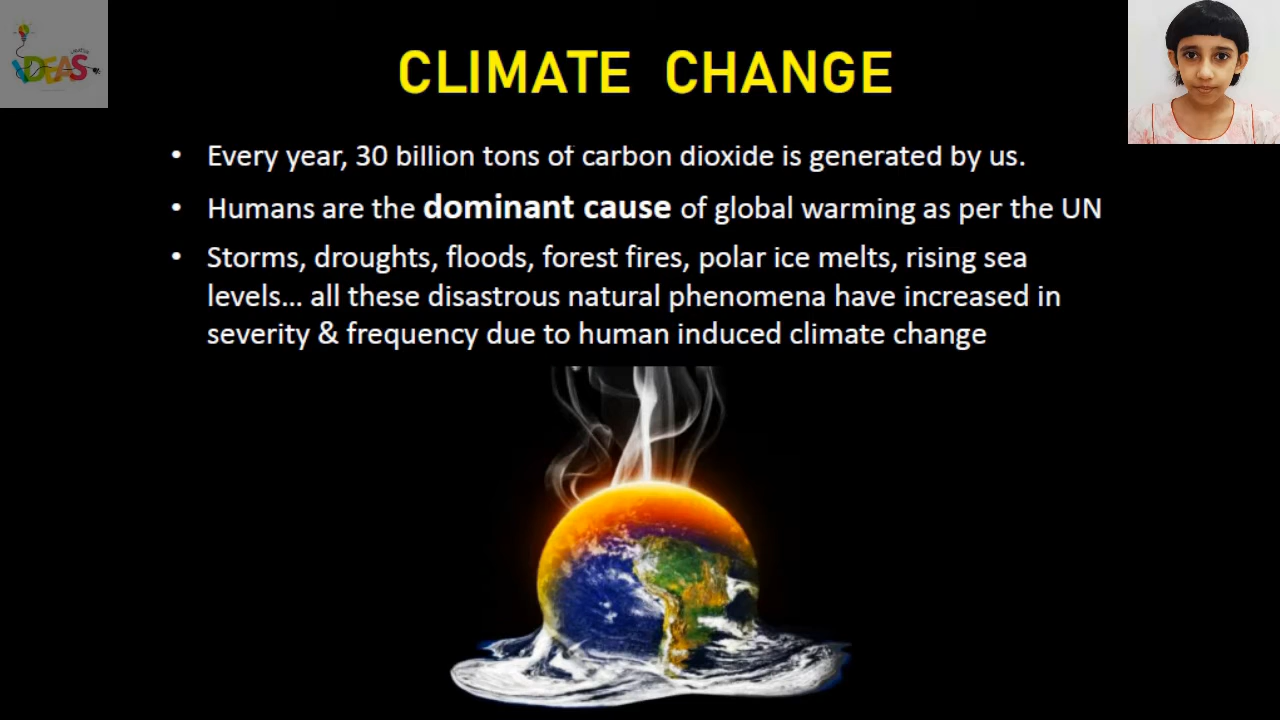 IDEAS
CLIMATE CHANGE
• Every year, 30 billion tons of carbon dioxide is generated by us.
• Humans are the dominant cause of global warming as per the UN
• Storms, droughts, floods, forest fires, polar ice melts, rising sea
levels... all these disastrous natural phenomena have increased in
severity & frequency due to human induced climate change